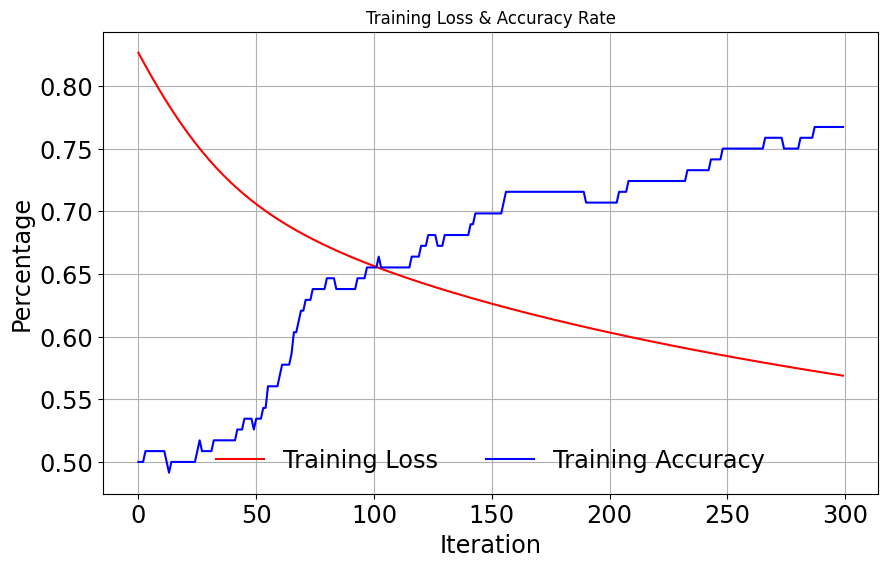 Training Loss & Accuracy Rate
Percentage
0.80
0.75
0.70
0.65
0.60
0.55
0.50
Training Loss
Training Accuracy
0
50
100
150
200
250
300
Iteration